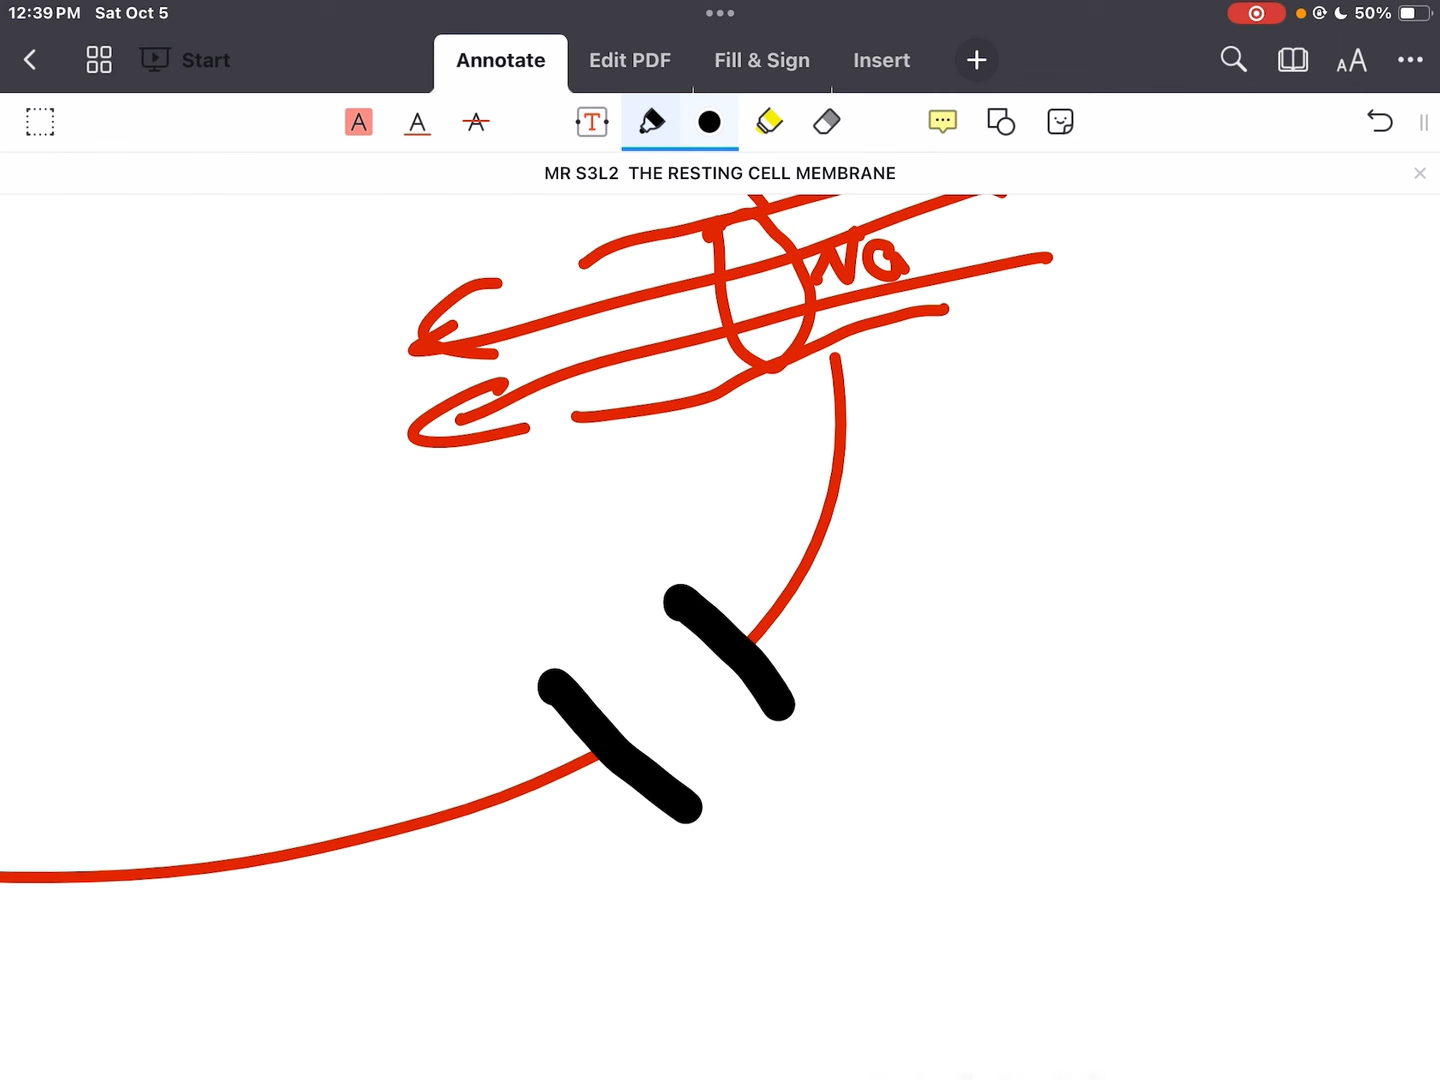 12:39 PM Sat Oct 5
50%
Start
Annotate
Edit PDF
Fill & Sign
Insert
AA
A
A
A
T
MR S3L2 THE RESTING CELL MEMBRANE
Na